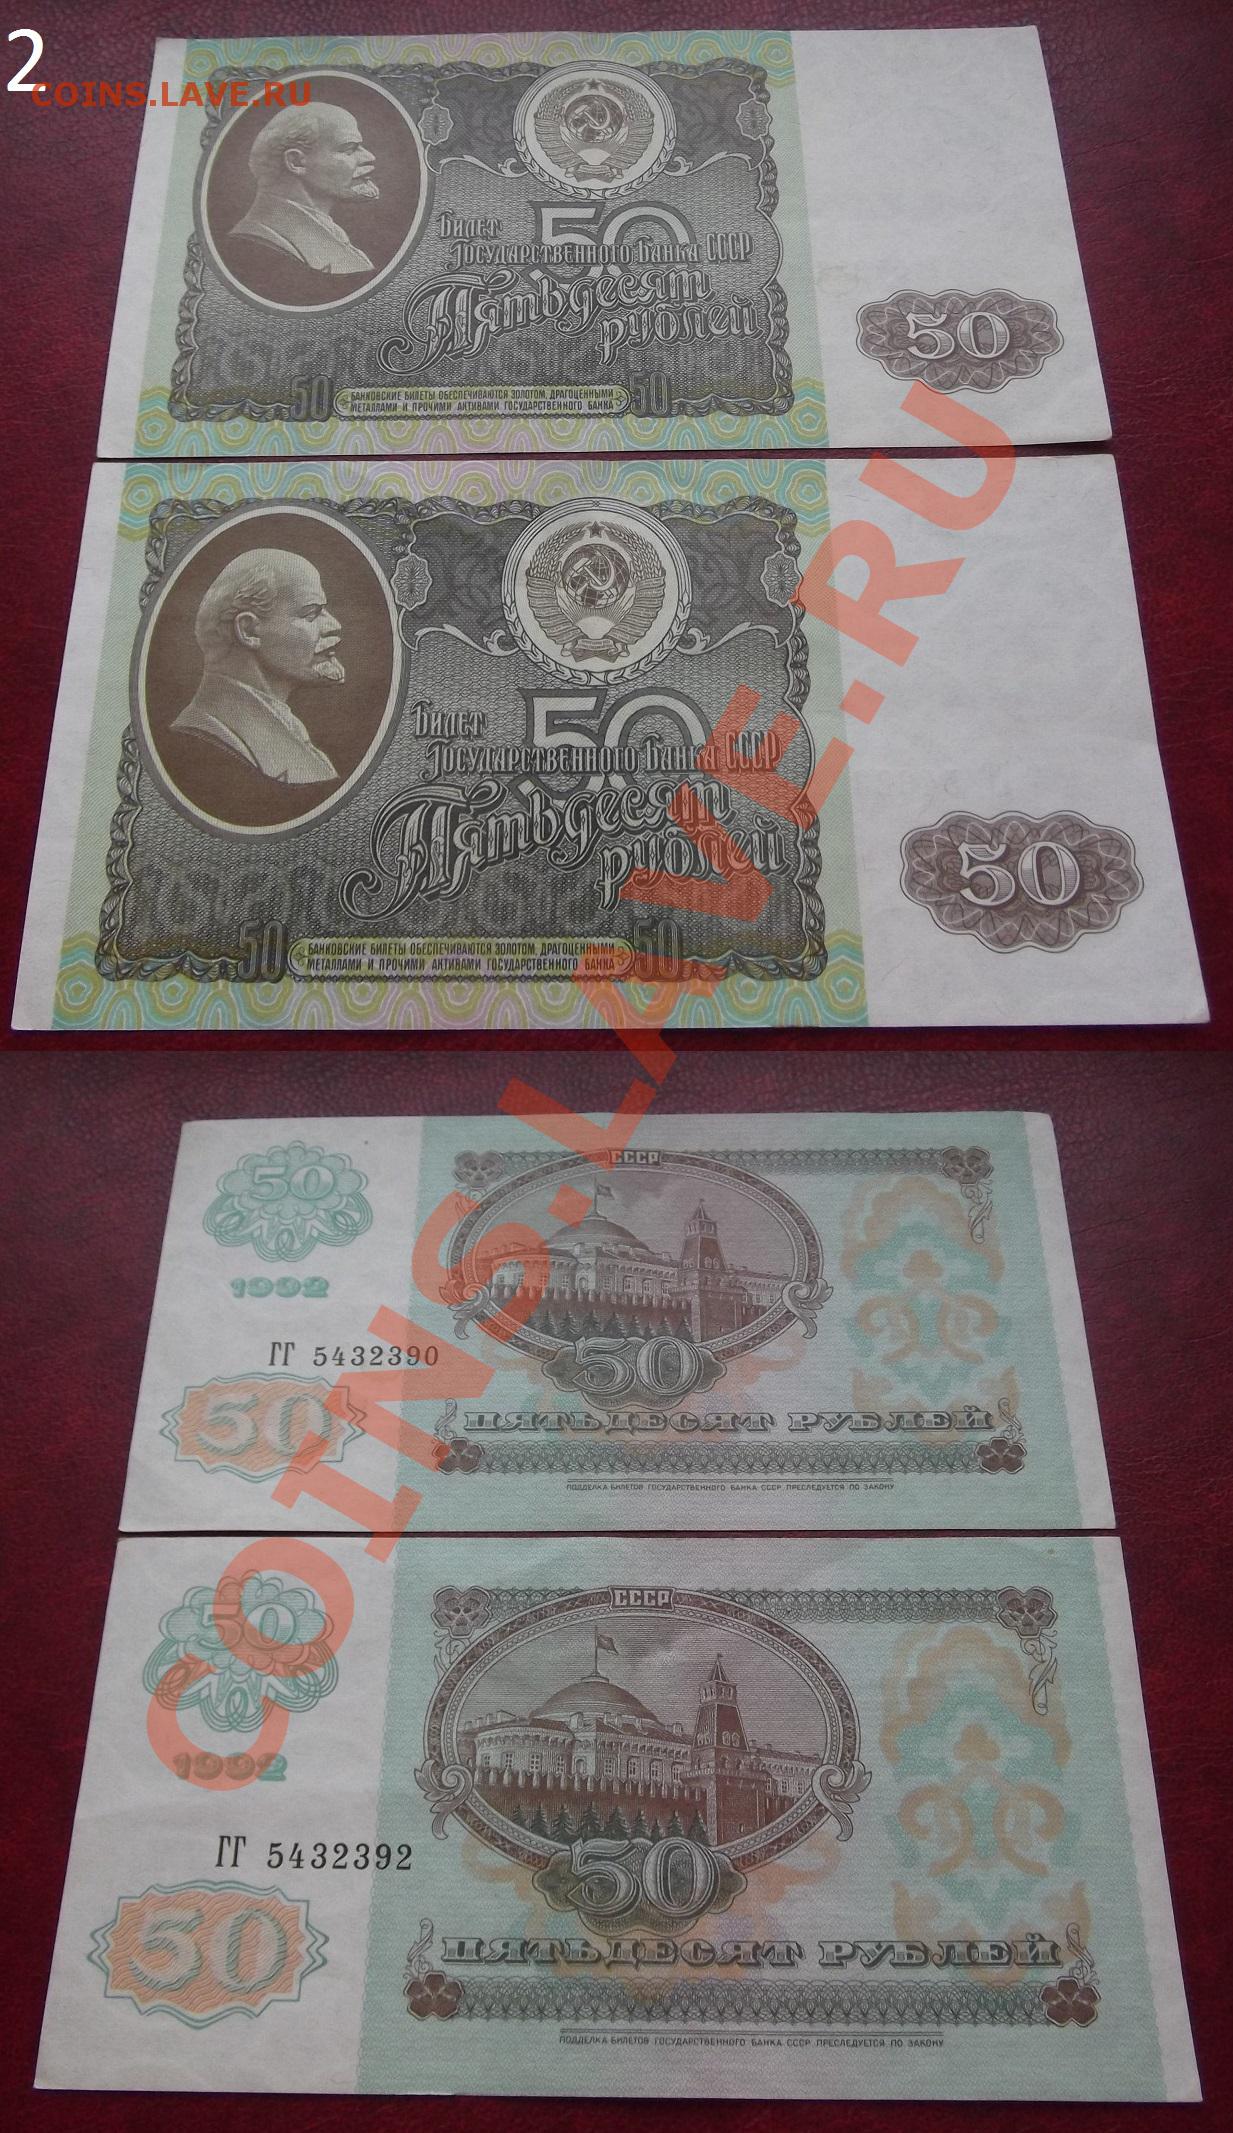 2
COINS.LAVE.RU
50
Билет
Государственного Банка СССР
Пятьдесят
рублей
50
50 БАНКОВСКИЕ БИЛЕТЫ ОБЕСПЕЧИВАЮТСЯ ЗОЛОТОМ, ДРАГОЦЕННЫМИ 50
МЕТАЛЛАМИ И ПРОЧИМИ АКТИВАМИ ГОСУДАРСТВЕННОГО БАНКА
50
Билет
Государственного Банка СССР
Пятьдесят
рублей
50
50 БАНКОВСКИЕ БИЛЕТЫ ОБЕСПЕЧИВАЮТСЯ ЗОЛОТОМ, ДРАГОЦЕННЫМИ 50
МЕТАЛЛАМИ И ПРОЧИМИ АКТИВАМИ ГОСУДАРСТВЕННОГО БАНКА
COINS.LAVE.RU
СССР
50
1992
ГГ 5432390
50
50
ПЯТЬДЕСЯТ РУБЛЕЙ
ПОДДЕЛКА БИЛЕТОВ ГОСУДАРСТВЕННОГО БАНКА СССР ПРЕСЛЕДУЕТСЯ ПО ЗАКОНУ
СССР
50
1992
ГГ 5432392
50
50
ПЯТЬДЕСЯТ РУБЛЕЙ
ПОДДЕЛКА БИЛЕТОВ ГОСУДАРСТВЕННОГО БАНКА СССР ПРЕСЛЕДУЕТСЯ ПО ЗАКОНУ